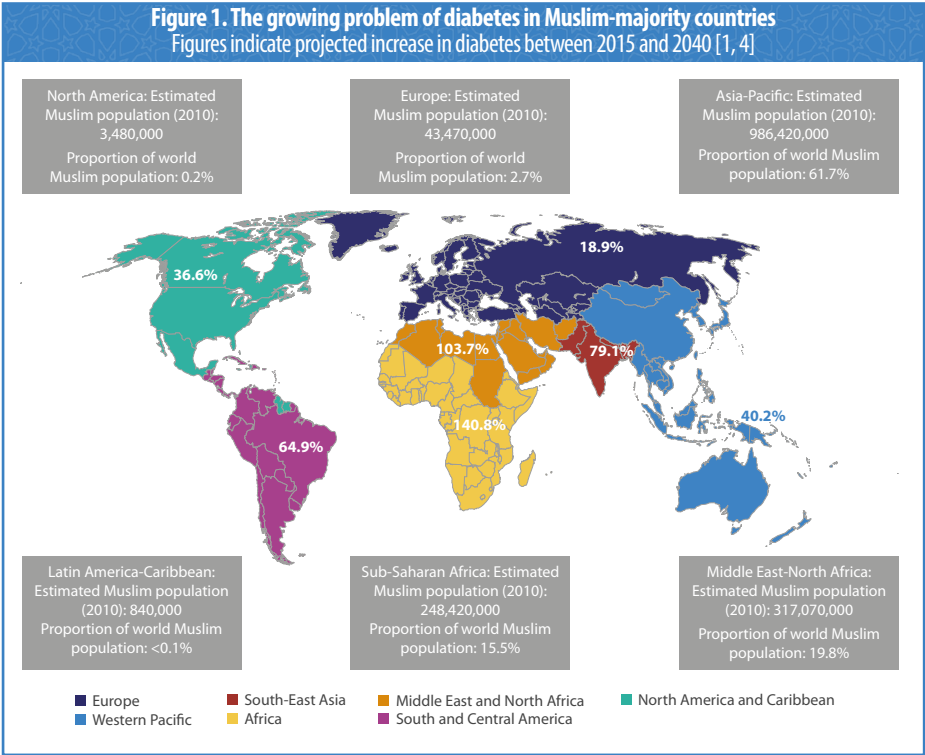 Figure 1. The growing problem of diabetes in Muslim-majority countries
Figures indicate projected increase in diabetes between 2015 and 2040 [1, 4]
North America: Estimated
Muslim population (2010):
3,480,000
Proportion of world
Muslim population: 0.2%
Europe: Estimated
Muslim population (2010):
43,470,000
Proportion of world
Muslim population: 2.7%
Asia-Pacific: Estimated
Muslim population (2010):
986,420,000
Proportion of world Muslim
population: 61.7%
18.9%
36.6%
103.7%
79.1%
140.8%
40.2%
64.9%
Latin America-Caribbean:
Estimated Muslim population
(2010): 840,000
Proportion of world Muslim
population: <0.1%
Sub-Saharan Africa: Estimated
Muslim population (2010):
248,420,000
Proportion of world Muslim
population: 15.5%
Middle East-North Africa:
Estimated Muslim population
(2010): 317,070,000
Proportion of world Muslim
population: 19.8%
Europe
South-East Asia
Middle East and North Africa
North America and Caribbean
Western Pacific
Africa
South and Central America